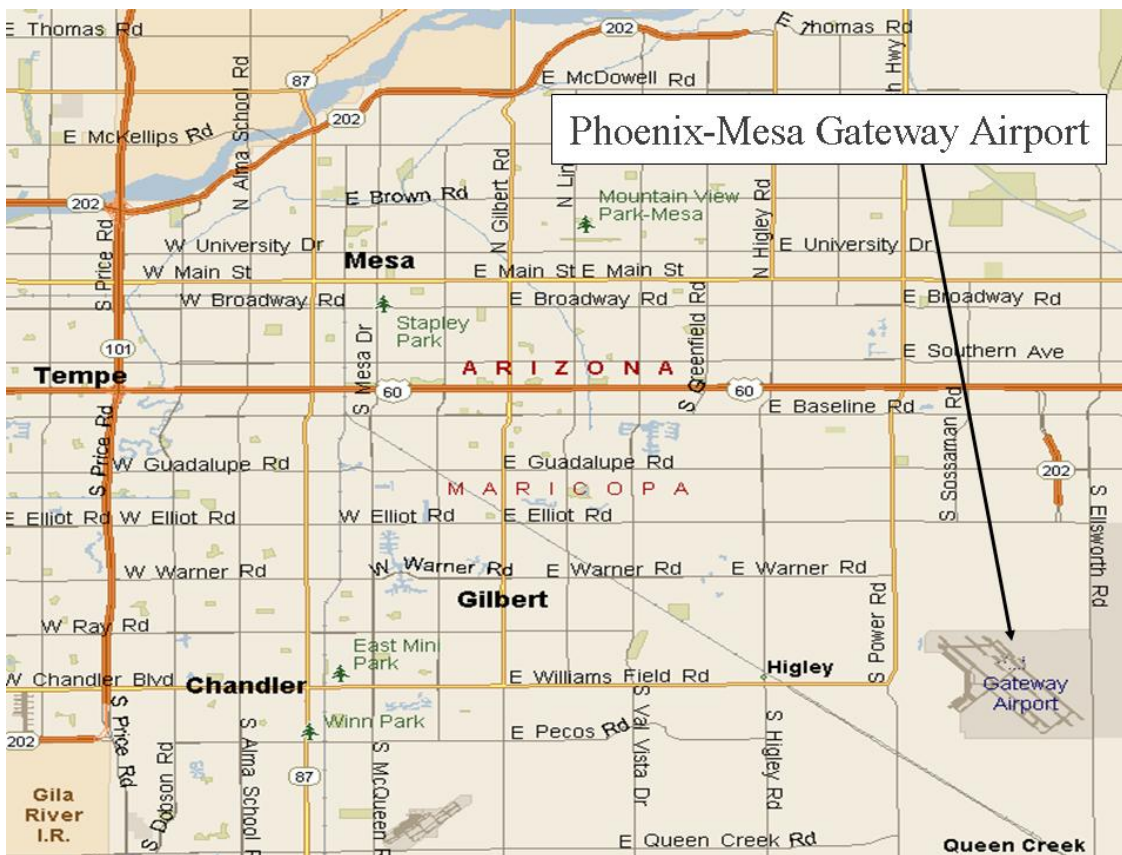 E Thomas Rd
202
E Thomas Rd
N Alma School Rd
87
E McDowell Rd
Hwy
202
E McKellips Rd
Phoenix-Mesa Gateway Airport
N Gilbert Rd
N Lin
202
E Brown Rd
Mountain View
Park-Mesa
N Higley Rd
S Price Rd
W University Dr
E University Dr
Mesa
W Main St
E Main St
E Main St
W Broadway Rd
E Broadway Rd
E Broadway Rd
Stapley
Park
S Mesa Dr
S Greenfield Rd
101
E Southern Ave
ARIZONA
Tempe
60
60
E Baseline Rd
S Price Rd
S Sossaman Rd
W Guadalupe Rd
E Guadalupe Rd
202
MARICOPA
S Ellsworth Rd
E Elliot Rd
W Elliot Rd
W Elliot Rd
E Elliot Rd
W Warner Rd
W Warner Rd
E Warner Rd
E Warner Rd
Gilbert
S Power Rd
W Ray Rd
East Mini
Park
Higley
W Chandler Blvd
Chandler
E Williams Field Rd
Gateway
Airport
S Price Rd
Winn Park
S Val Vista Dr
202
S Alma School R
S McQueen R
E Pecos Rd
S Higley Rd
S Dobson Rd
87
Gila
River
I.R.
E Queen Creek Rd
Queen Creek